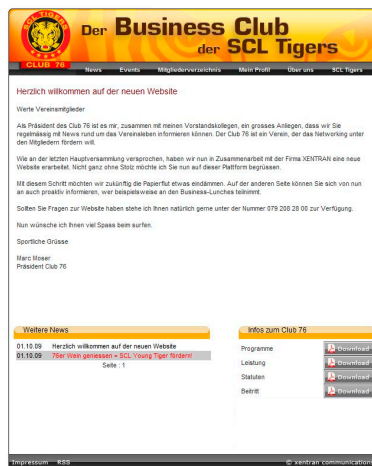 SCL TIGERS
Der Business Club
der SCL Tigers
CLUB 76
News Events Mitgliederverzeichnis Mein Profil Über uns SCL Tigers
Herzlich willkommen auf der neuen Website
Werte Vereinsmitglieder
Als Präsident des Club 76 ist es mir, zusammen mit meinen Vorstandskollegen, ein grosses Anliegen, dass wir Sie
regelmässig mit News rund um das Vereinsleben informieren können. Der Club 76 ist ein Verein, der das Networking unter
den Mitgliedern fördern will.
Wie an der letzten Hauptversammlung versprochen, haben wir nun in Zusammenarbeit mit der Firma XENTRAN eine neue
Website erarbeitet. Nicht ganz ohne Stolz möchte ich Sie nun auf dieser Plattform begrüssen.
Mit diesem Schritt möchten wir zukünftig die Papierflut etwas eindämmen. Auf der anderen Seite können Sie sich von nun
an auch proaktiv informieren, wer beispielsweise an den Business-Lunches teilnimmt.
Sollten Sie Fragen zur Website haben stehe ich Ihnen natürlich gerne unter der Nummer 079 208 28 00 zur Verfügung.
Nun wünsche ich Ihnen viel Spass beim surfen.
Sportliche Grüsse
Marc Moser
Präsident Club 76
Weitere News
01.10.09 Herzlich willkommen auf der neuen Website
01.10.09 76er Wein geniessen = SCL Young Tiger fördern!
Seite : 1
Infos zum Club 76
Programme Download
Leistung Download
Statuten Download
Beitritt Download
Impressum RSS © xentran communications